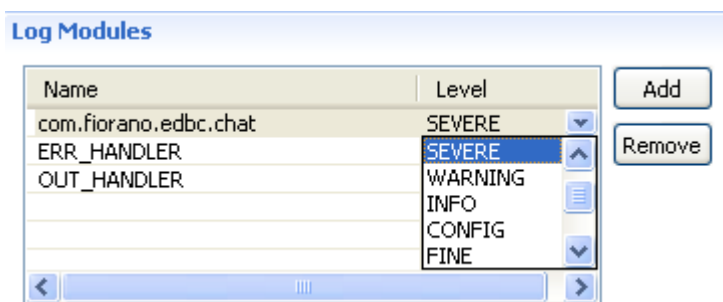 Log Modules
Name Level Add
com.fiorano.edbc.chat SEVERE
ERR_HANDLER SEVERE Remove
OUT_HANDLER WARNING
INFO
CONFIG
FINE